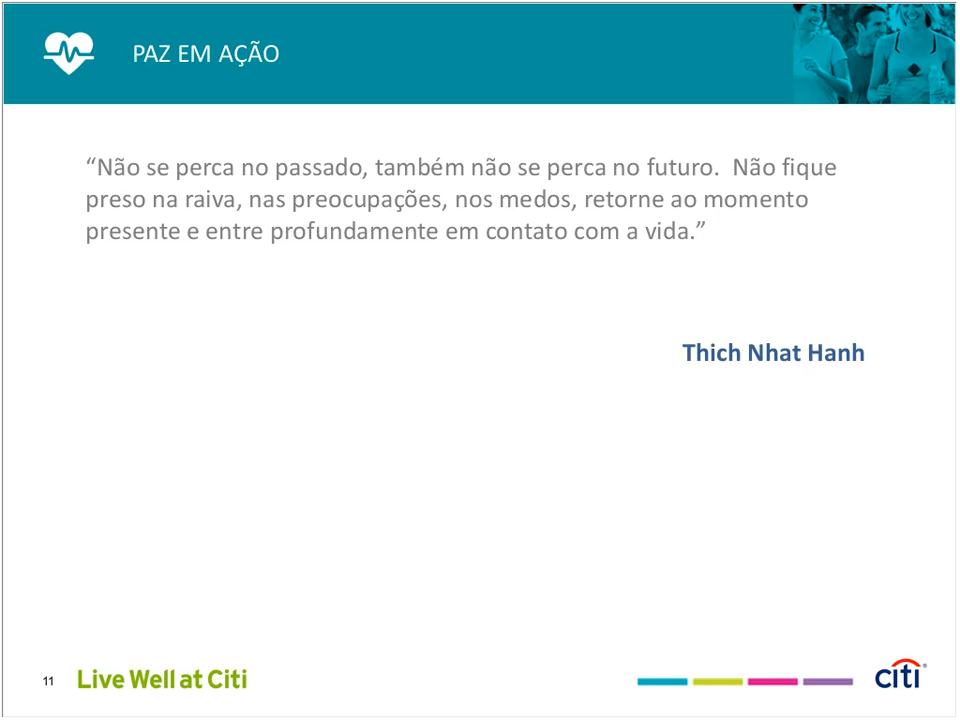 PAZ EM AÇÃO
“Não se perca no passado, também não se perca no futuro.  Não fique
preso na raiva, nas preocupações, nos medos, retorne ao momento
presente e entre profundamente em contato com a vida.”
Thich Nhat Hanh
11 Live Well at Citi
citi®